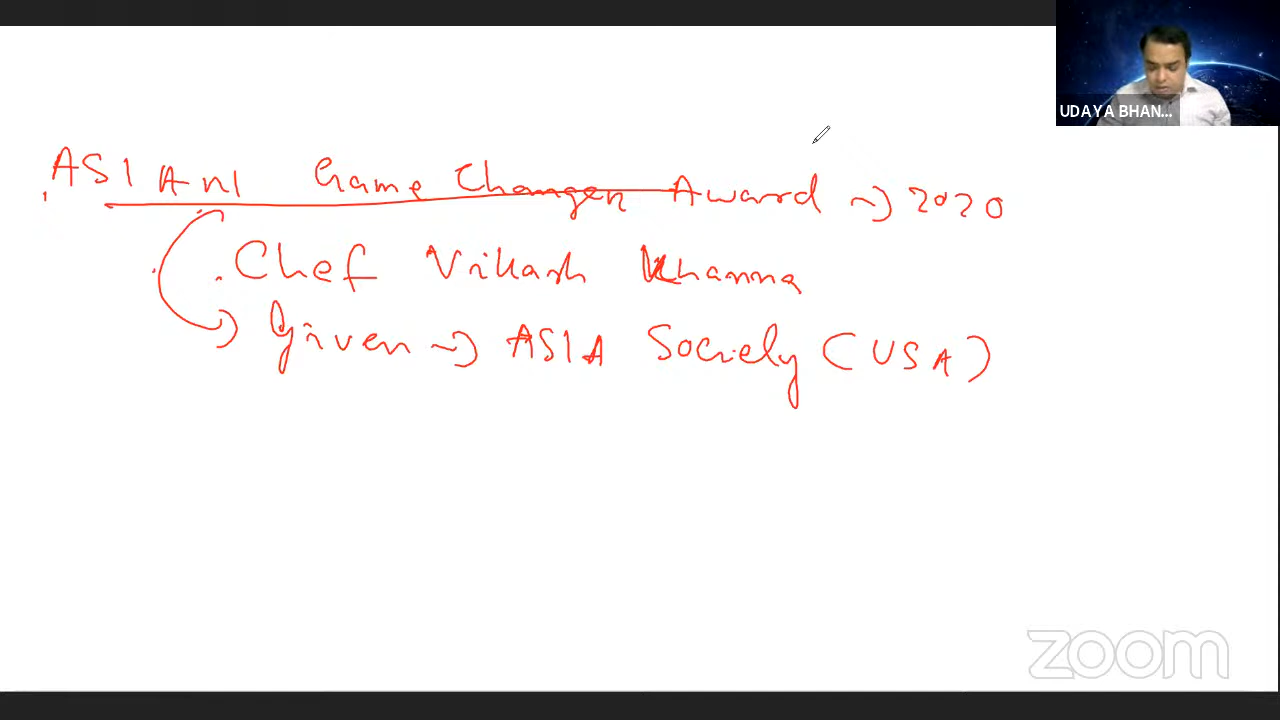 UDAYA BHAN...
ASIAN Game Changer Award → 2020
Chef Vikash Khanna
Given → ASIA Society (USA)
zoom